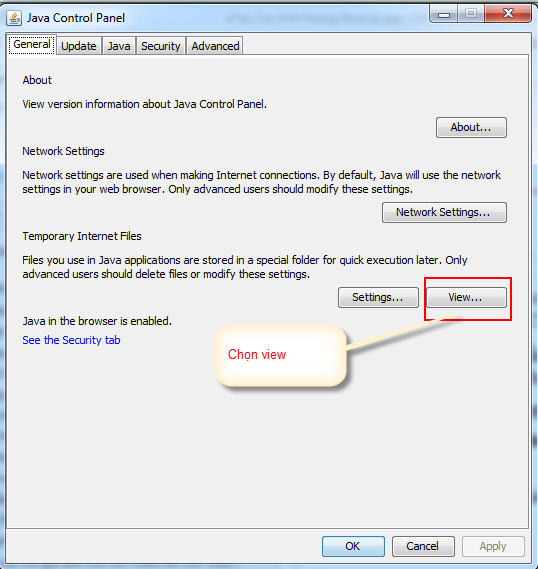 Java Control Panel
General Update Java Security Advanced
About
View version information about Java Control Panel.
About...
Network Settings
Network settings are used when making Internet connections. By default, Java will use the network
settings in your web browser. Only advanced users should modify these settings.
Network Settings...
Temporary Internet Files
Files you use in Java applications are stored in a special folder for quick execution later. Only
advanced users should delete files or modify these settings.
Settings... View...
Java in the browser is enabled.
See the Security tab
Chọn view
OK Cancel Apply